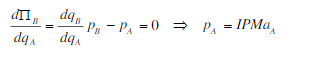 dΠ_B/dq_A = dq_B/dq_A p_B − p_A = 0 ⇒ p_A = IPMa_A